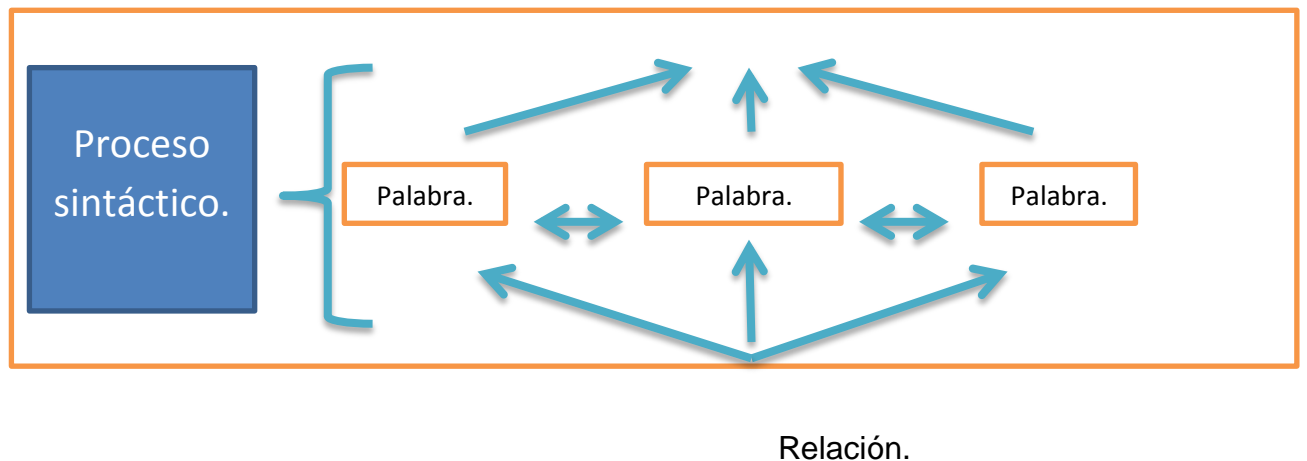 Proceso
sintáctico.
Palabra.
Palabra.
Palabra.
Relación.